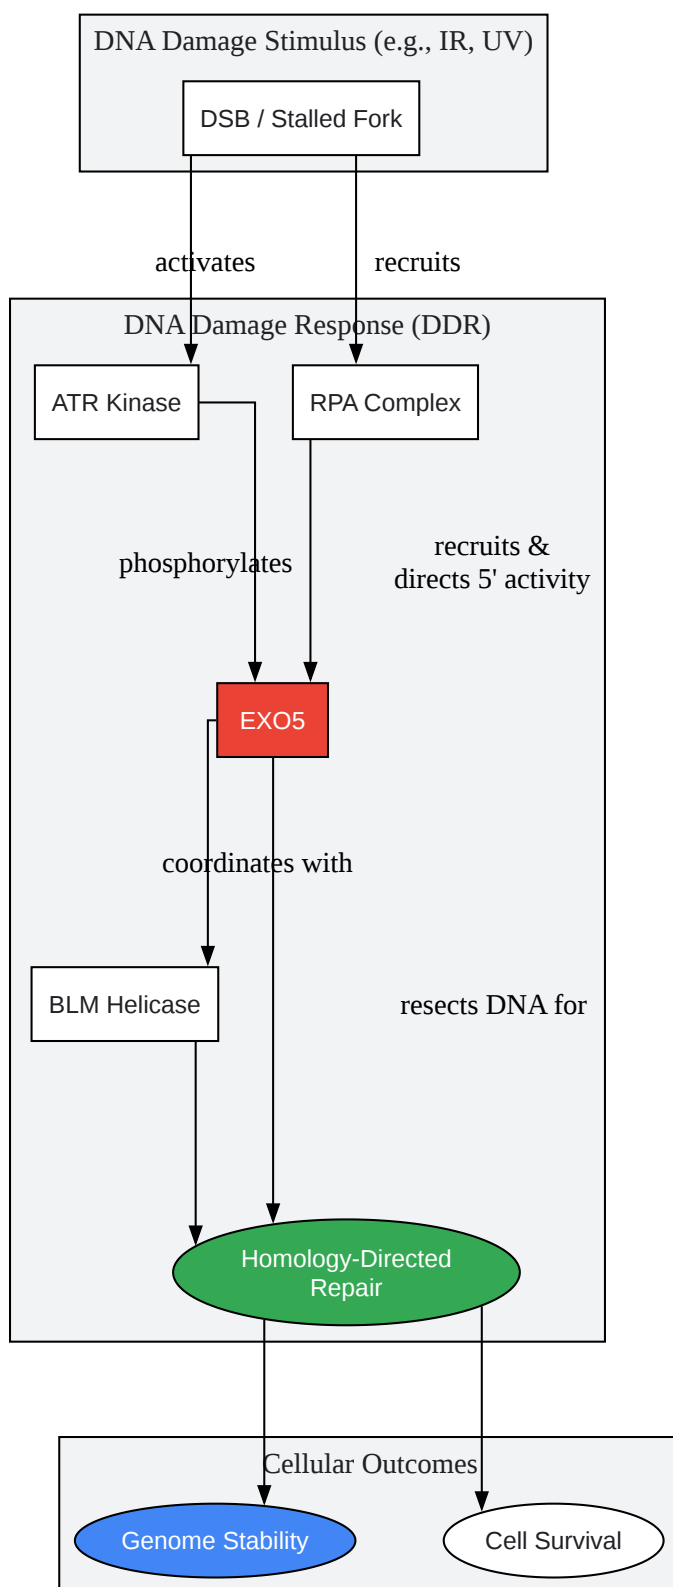 DNA Damage Stimulus (e.g., IR, UV)
DSB / Stalled Fork
activates
recruits
DNA Damage Response (DDR)
ATR Kinase
RPA Complex
phosphorylates
recruits &
directs 5' activity
EXO5
coordinates with
BLM Helicase
resects DNA for
Homology-Directed
Repair
Cellular Outcomes
Genome Stability
Cell Survival